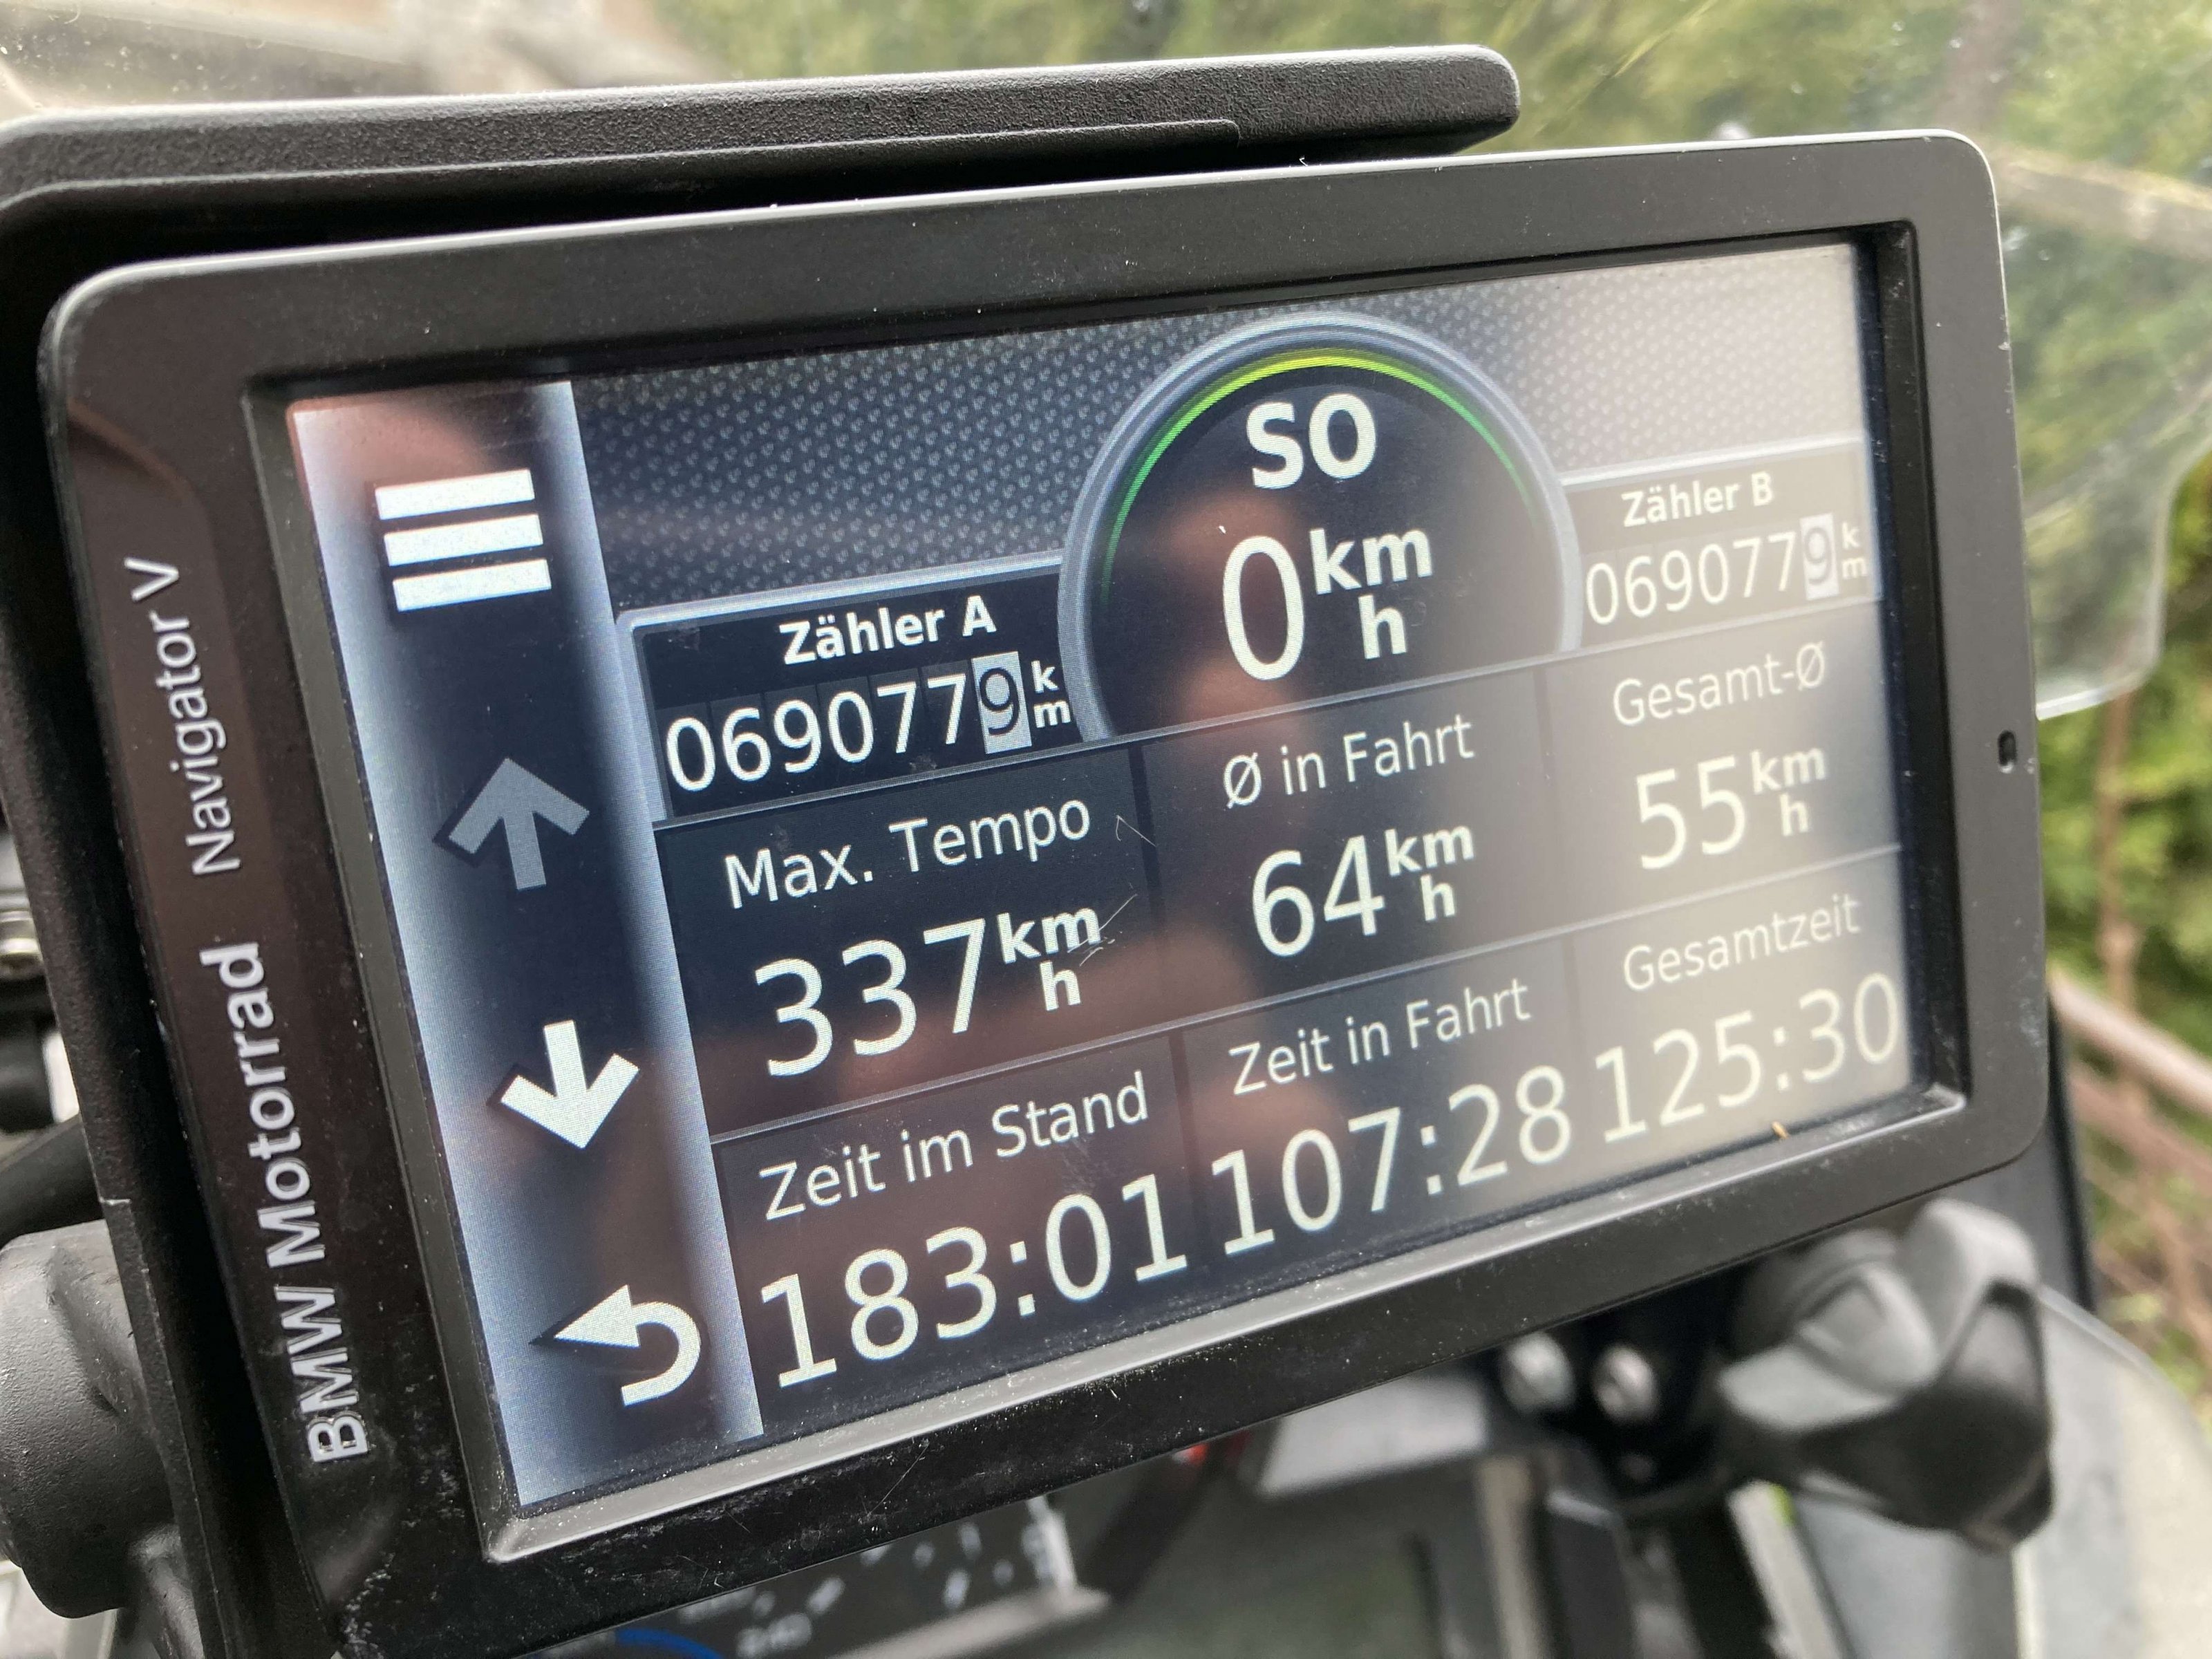 BMW Motorrad Navigator V
SO
0 km h
Zähler A
0690779 km
Zähler B
0690779 km
Max. Tempo
337 km h
Ø in Fahrt
64 km h
Gesamt-Ø
55 km h
Zeit im Stand
183:01
Zeit in Fahrt
107:28
Gesamtzeit
125:30